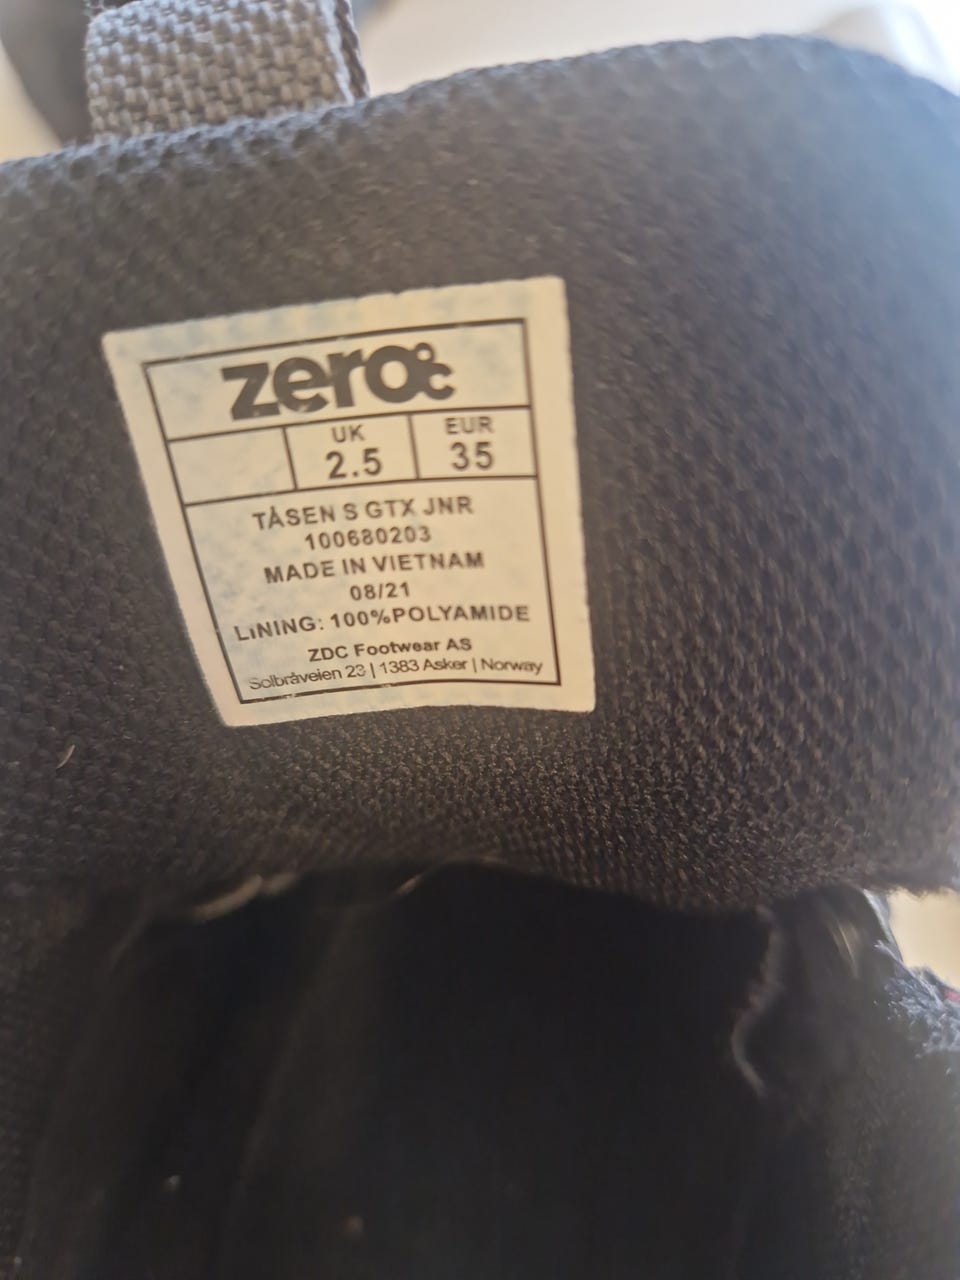 zero°c
UK EUR
2.5 35
TÅSEN S GTX JNR
100680203
MADE IN VIETNAM
08/21
LINING: 100%POLYAMIDE
ZDC Footwear AS
Solbråveien 23 | 1383 Asker | Norway